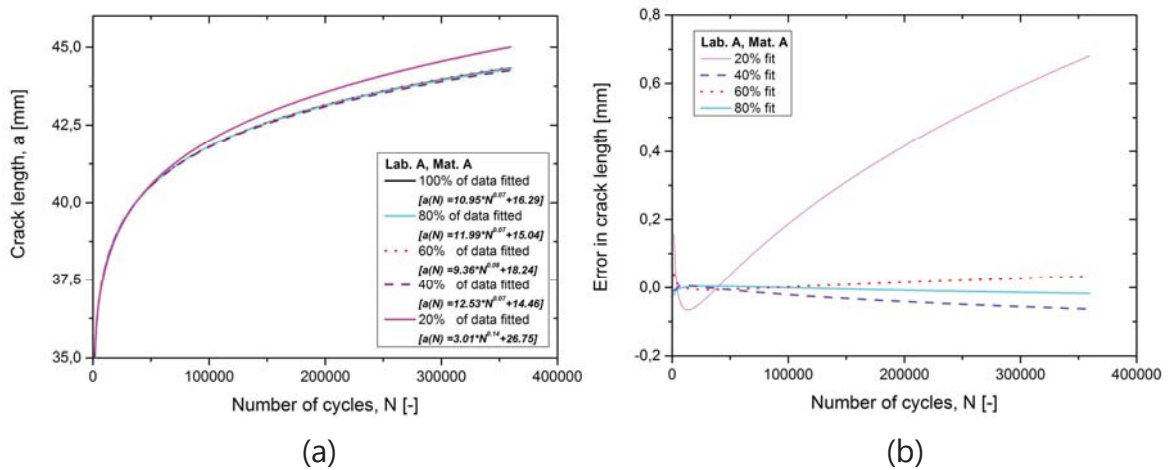 45,0
42,5
40,0
37,5
35,0
Crack length, a [mm]
Lab. A, Mat. A
100% of data fitted
[a(N) =10.95*N^0.07+16.29]
80% of data fitted
[a(N) =11.99*N^0.07+15.04]
60% of data fitted
[a(N) =9.36*N^0.08+18.24]
40% of data fitted
[a(N) =12.53*N^0.07+14.46]
20% of data fitted
[a(N) =3.01*N^0.14+26.75]
0 100000 200000 300000 400000
Number of cycles, N [-]
(a)
0,8
0,6
0,4
0,2
0,0
-0,2
Error in crack length [mm]
Lab. A, Mat. A
20% fit
40% fit
60% fit
80% fit
0 100000 200000 300000 400000
Number of cycles, N [-]
(b)